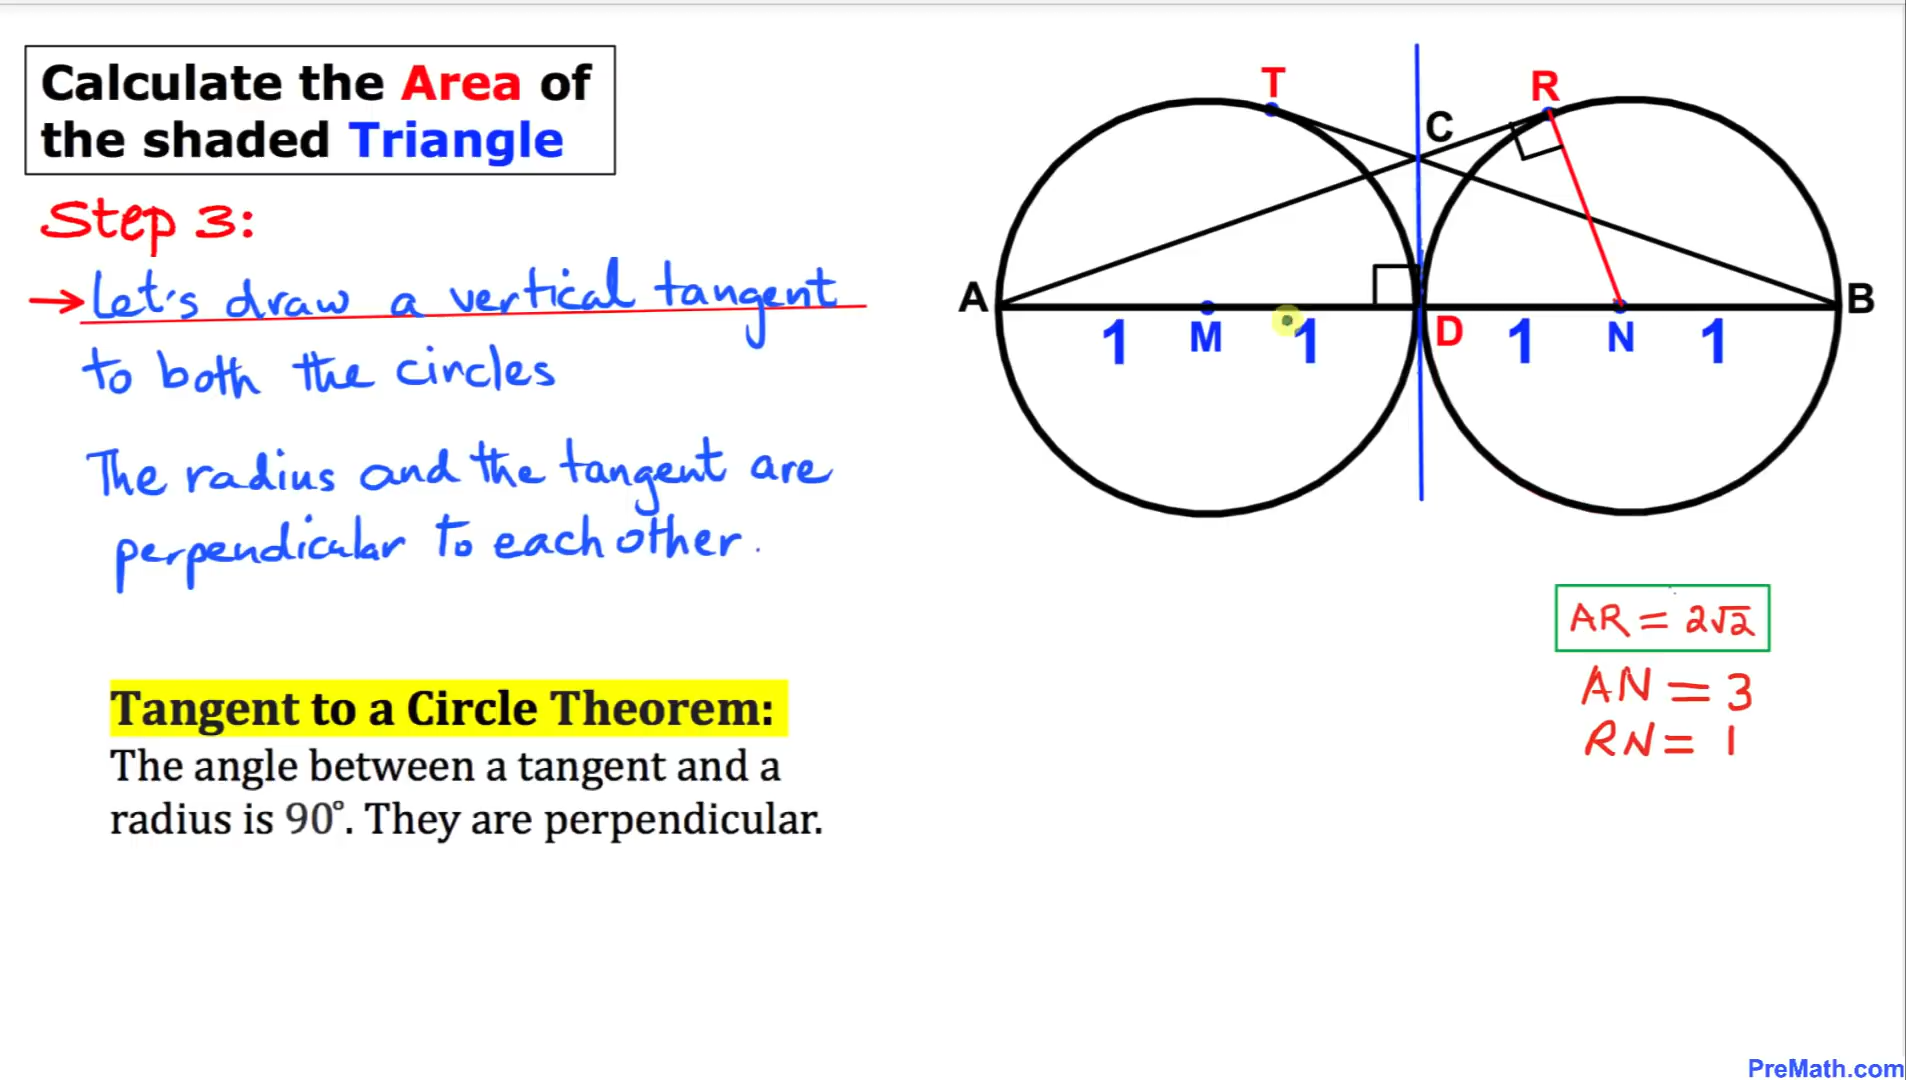 Calculate the Area of
the shaded Triangle
Step 3:
→Let's draw a vertical tangent
to both the circles
The radius and the tangent are
perpendicular to each other.
Tangent to a Circle Theorem:
The angle between a tangent and a
radius is 90°. They are perpendicular.
T
R
C
A
B
1 M 1 D 1 N 1
AR = 2√2
AN = 3
RN = 1
PreMath.com